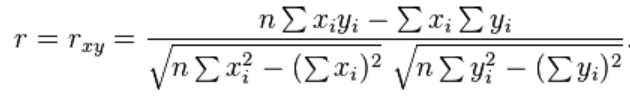 r = r_{xy} = \frac{n \sum x_i y_i - \sum x_i \sum y_i}{\sqrt{n \sum x_i^2 - (\sum x_i)^2} \sqrt{n \sum y_i^2 - (\sum y_i)^2}}.